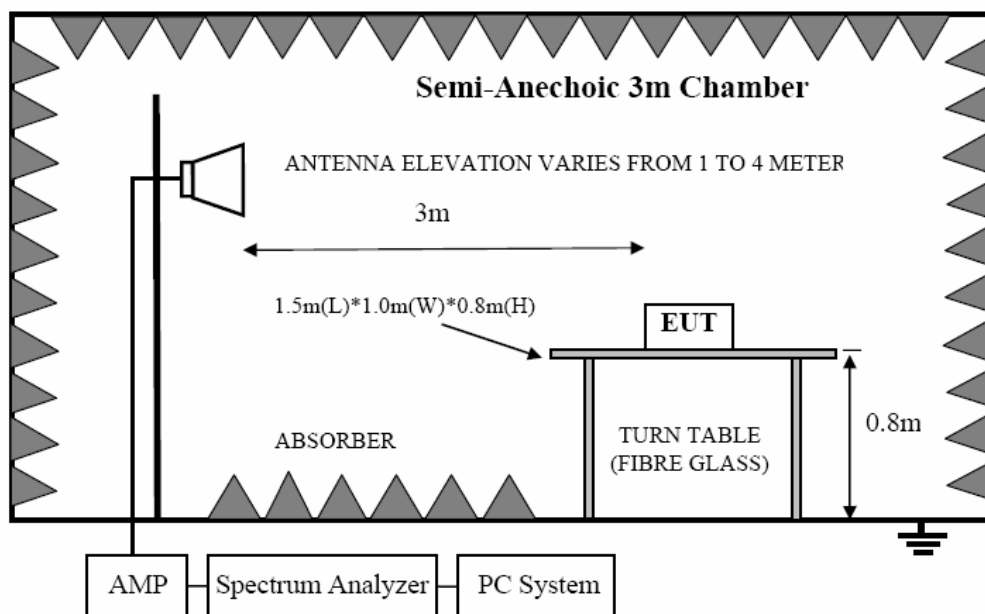 Semi-Anechoic 3m Chamber
ANTENNA ELEVATION VARIES FROM 1 TO 4 METER
3m
1.5m(L)*1.0m(W)*0.8m(H)
EUT
0.8m
ABSORBER
TURN TABLE
(FIBRE GLASS)
AMP
Spectrum Analyzer
PC System